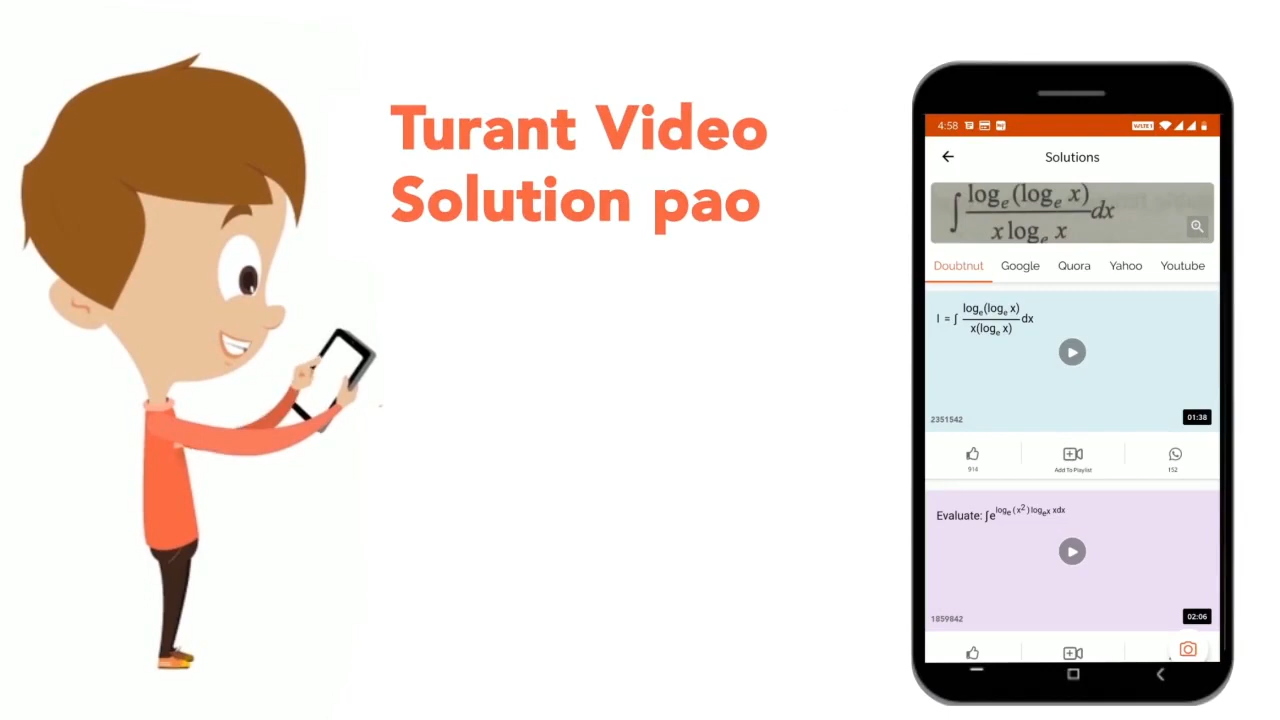 Turant Video
Solution pao
4:58
VoLTE1
Solutions
∫ logₑ(logₑ x) / x logₑ x dx
Doubtnut Google Quora Yahoo Youtube
I = ∫ logₑ(logₑ x) / x(logₑ x) dx
2351542 01:38
914 Add To Playlist 152
Evaluate: ∫e^logₑ(x²)logₑx xdx
1859842 02:06